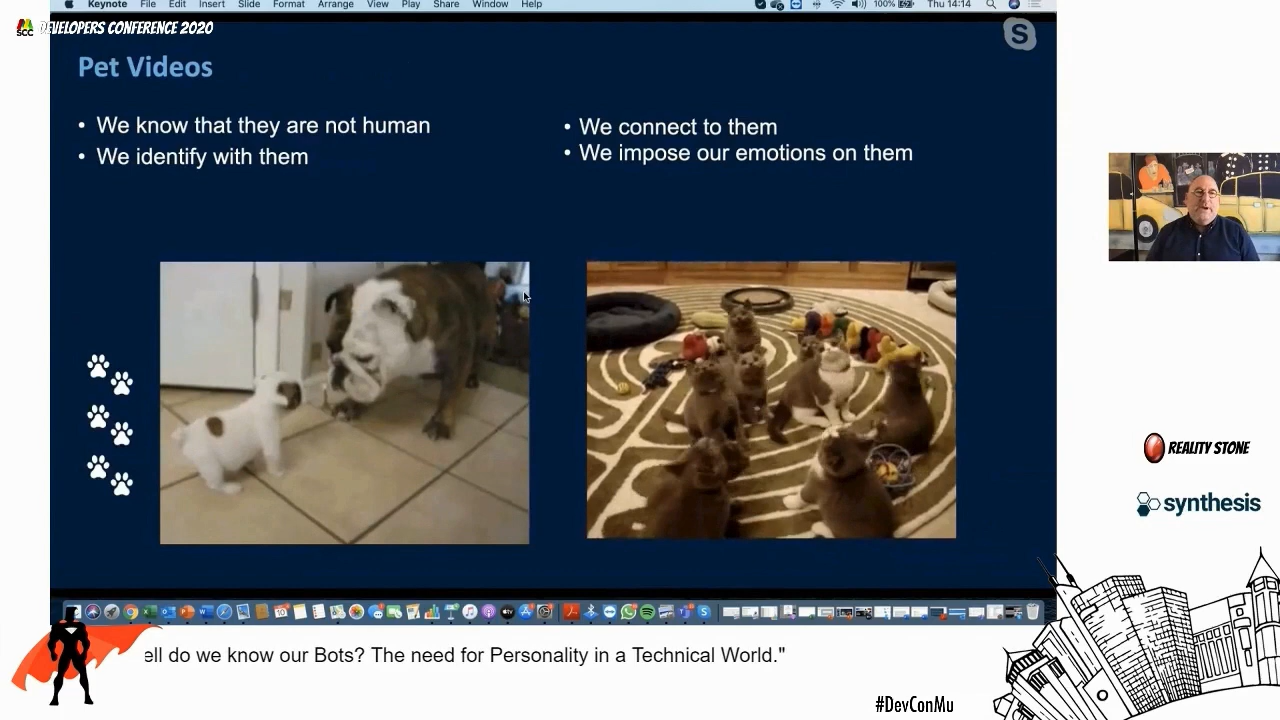 Keynote File Edit Insert Slide Format Arrange View Play Share Window Help 100% Thu 14:14
SCC DEVELOPERS CONFERENCE 2020
S
Pet Videos
• We know that they are not human
• We identify with them
• We connect to them
• We impose our emotions on them
REALITY STONE
synthesis
ell do we know our Bots? The need for Personality in a Technical World."
#DevConMu